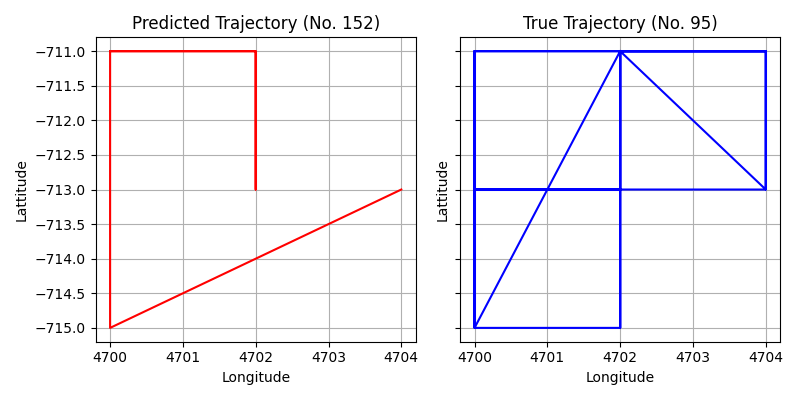 Predicted Trajectory (No. 152)
Lattitude
−711.0
−711.5
−712.0
−712.5
−713.0
−713.5
−714.0
−714.5
−715.0
4700 4701 4702 4703 4704
Longitude
True Trajectory (No. 95)
Lattitude
4700 4701 4702 4703 4704
Longitude